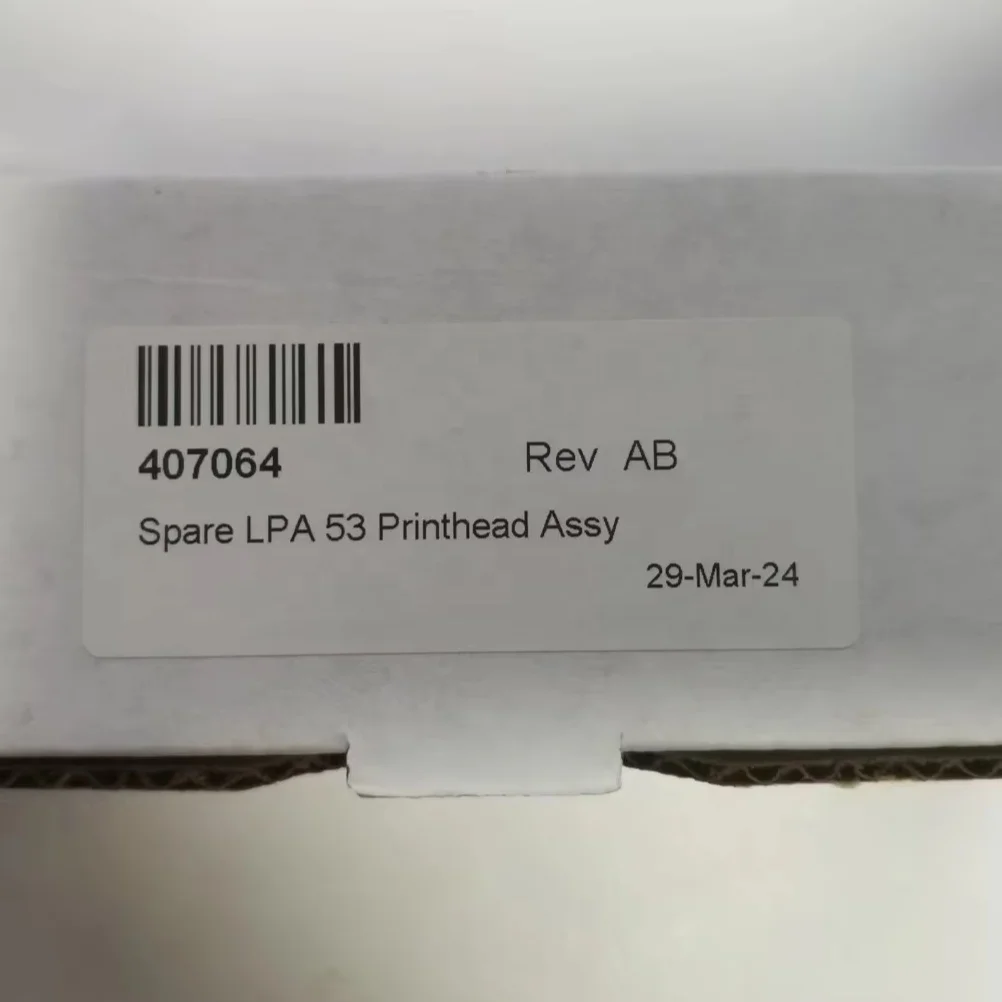 407064 Rev AB
Spare LPA 53 Printhead Assy
29-Mar-24